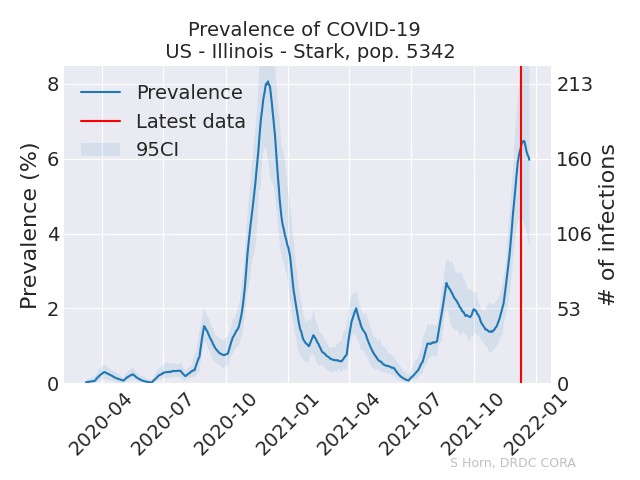 Prevalence of COVID-19
US - Illinois - Stark, pop. 5342
Prevalence
Latest data
95CI
Prevalence (%)
8
6
4
2
0
213
160
106
53
0
# of infections
2020-04
2020-07
2020-10
2021-01
2021-04
2021-07
2021-10
2022-01
S Horn, DRDC CORA